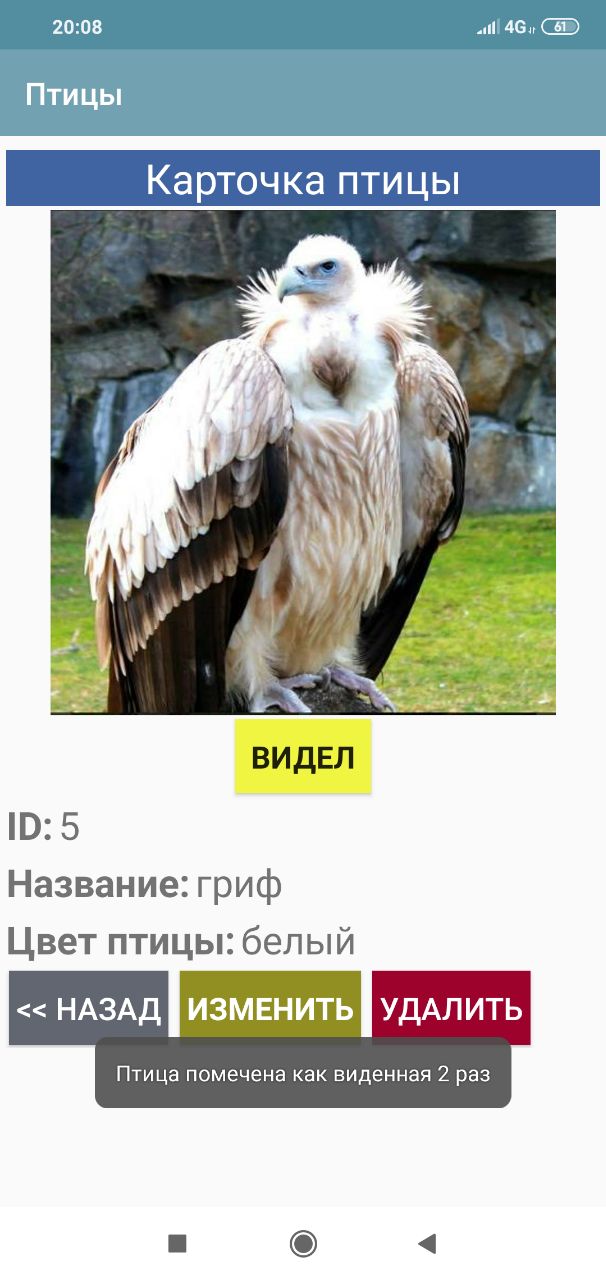 20:08 4G 61
Птицы
Карточка птицы
ВИДЕЛ
ID: 5
Название: гриф
Цвет птицы: белый
<< НАЗАД ИЗМЕНИТЬ УДАЛИТЬ
Птица помечена как виденная 2 раз